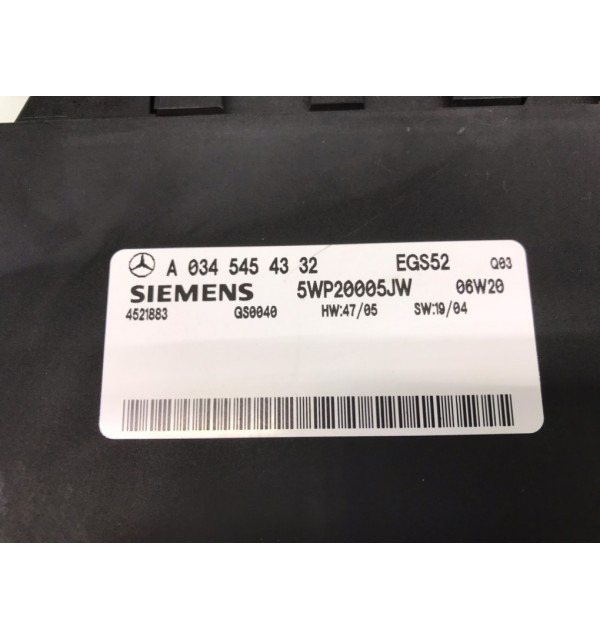 A 034 545 43 32 EGS52 Q03
SIEMENS 5WP20005JW 06W20
4521883 GS0040 HW:47/05 SW:19/04